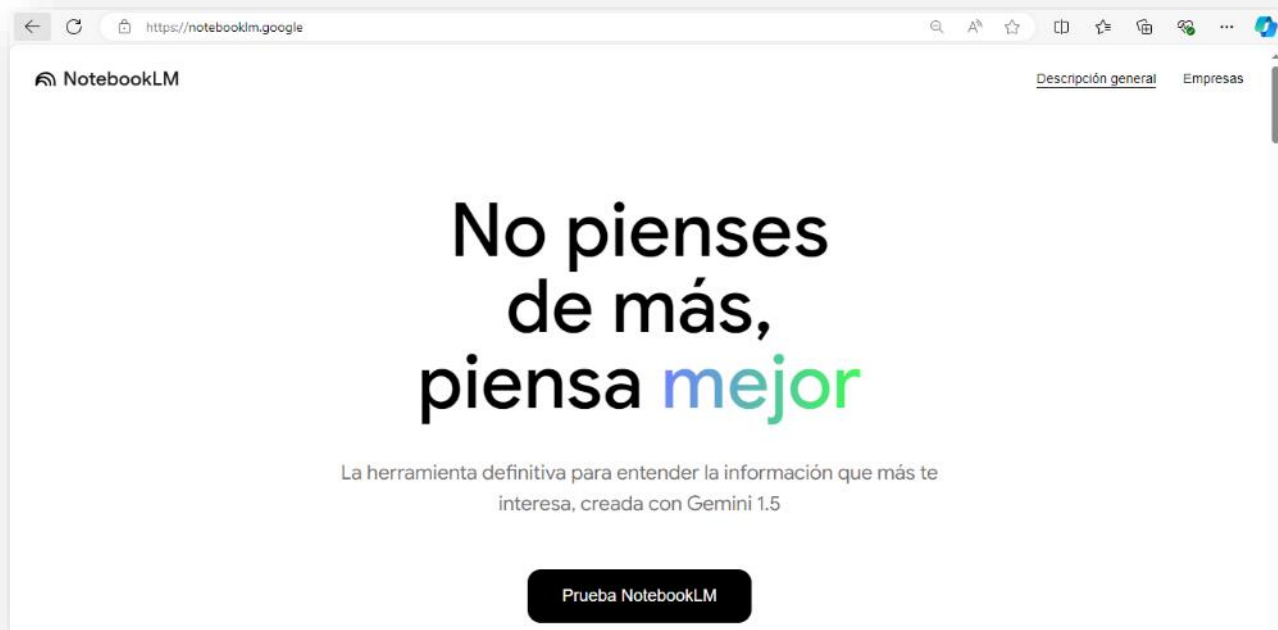 https://notebooklm.google
NotebookLM
Descripción general Empresas
No pienses
de más,
piensa mejor
La herramienta definitiva para entender la información que más te
interesa, creada con Gemini 1.5
Prueba NotebookLM